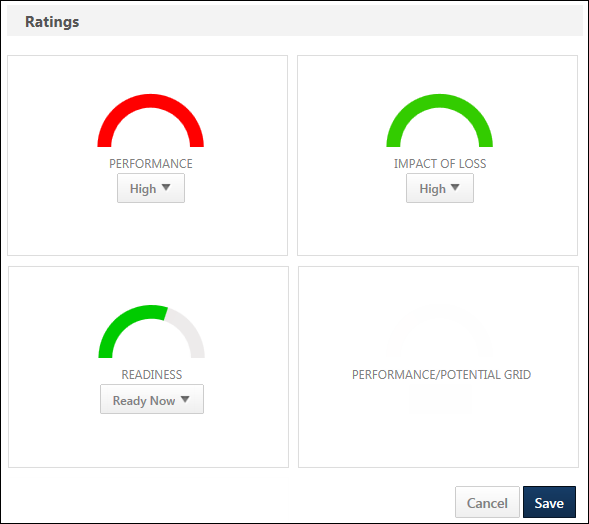 Ratings
PERFORMANCE
High
IMPACT OF LOSS
High
READINESS
Ready Now
PERFORMANCE/POTENTIAL GRID
Cancel
Save